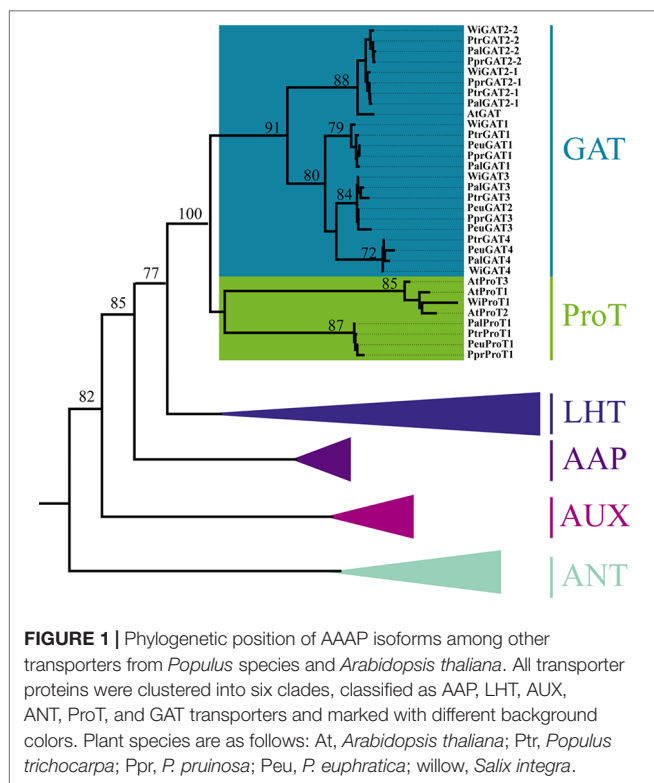 WiGAT2-2
PtrGAT2-2
PalGAT2-2
PprGAT2-2
WiGAT2-1
PprGAT2-1
PtrGAT2-1
PalGAT2-1
AtGAT
WiGAT1
PtrGAT1
PeuGAT1
PprGAT1
PalGAT1
WiGAT3
PalGAT3
PtrGAT3
PeuGAT2
PprGAT3
PeuGAT3
PtrGAT4
PeuGAT4
PalGAT4
WiGAT4
AtProT3
AtProT1
WiProT1
AtProT2
PalProT1
PtrProT1
PeuProT1
PprProT1
88
91
79
80
84
72
100
85
87
77
85
82
GAT
ProT
LHT
AAP
AUX
ANT
FIGURE 1 | Phylogenetic position of AAAP isoforms among other
transporters from Populus species and Arabidopsis thaliana. All transporter
proteins were clustered into six clades, classified as AAP, LHT, AUX,
ANT, ProT, and GAT transporters and marked with different background
colors. Plant species are as follows: At, Arabidopsis thaliana; Ptr, Populus
trichocarpa; Ppr, P. pruinosa; Peu, P. euphratica; willow, Salix integra.